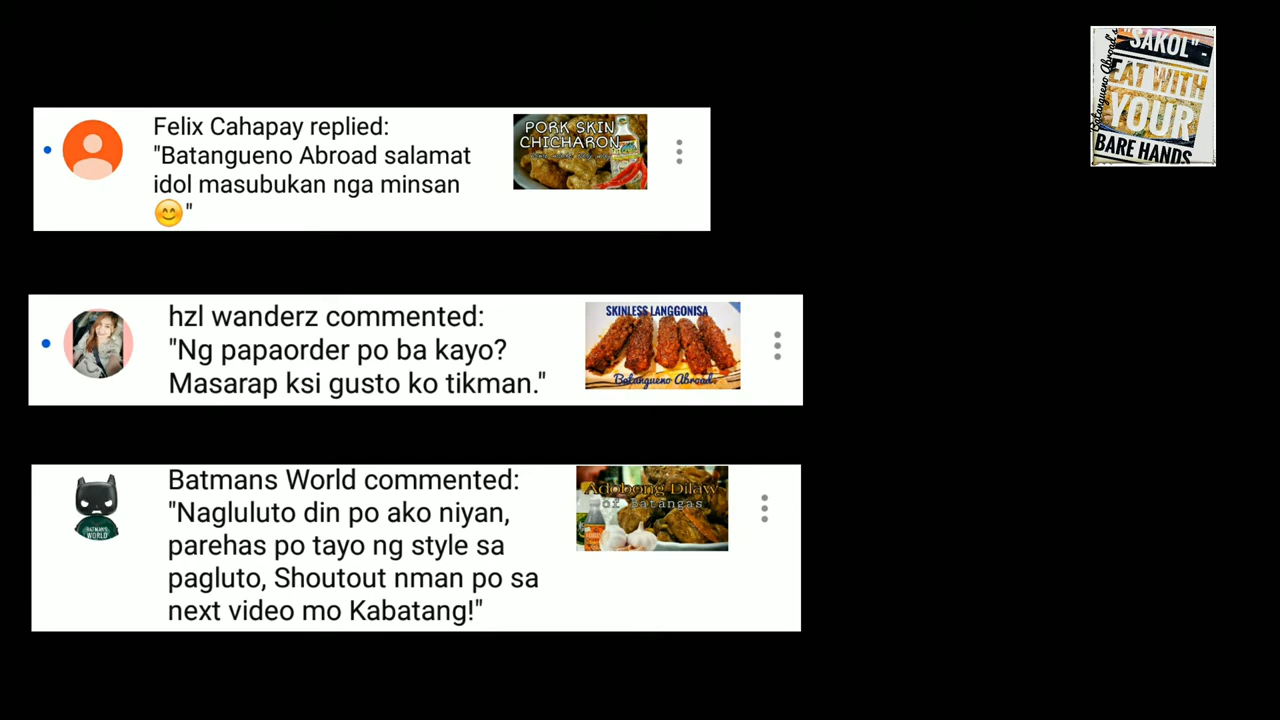 Felix Cahapay replied:
"Batangueno Abroad salamat
idol masubukan nga minsan
😊"
PORK SKIN
CHICHARON
hzl wanderz commented:
"Ng papaorder po ba kayo?
Masarap ksi gusto ko tikman."
SKINLESS LANGGONISA
Batangueno Abroad
Batmans World commented:
"Nagluluto din po ako niyan,
parehas po tayo ng style sa
pagluto, Shoutout nman po sa
next video mo Kabatang!"
BATMANS
WORLD
Adobong Dilaw
of Batangas
Batangueno Abroad's
"SAKOL" -
EAT WITH
YOUR
BARE HANDS